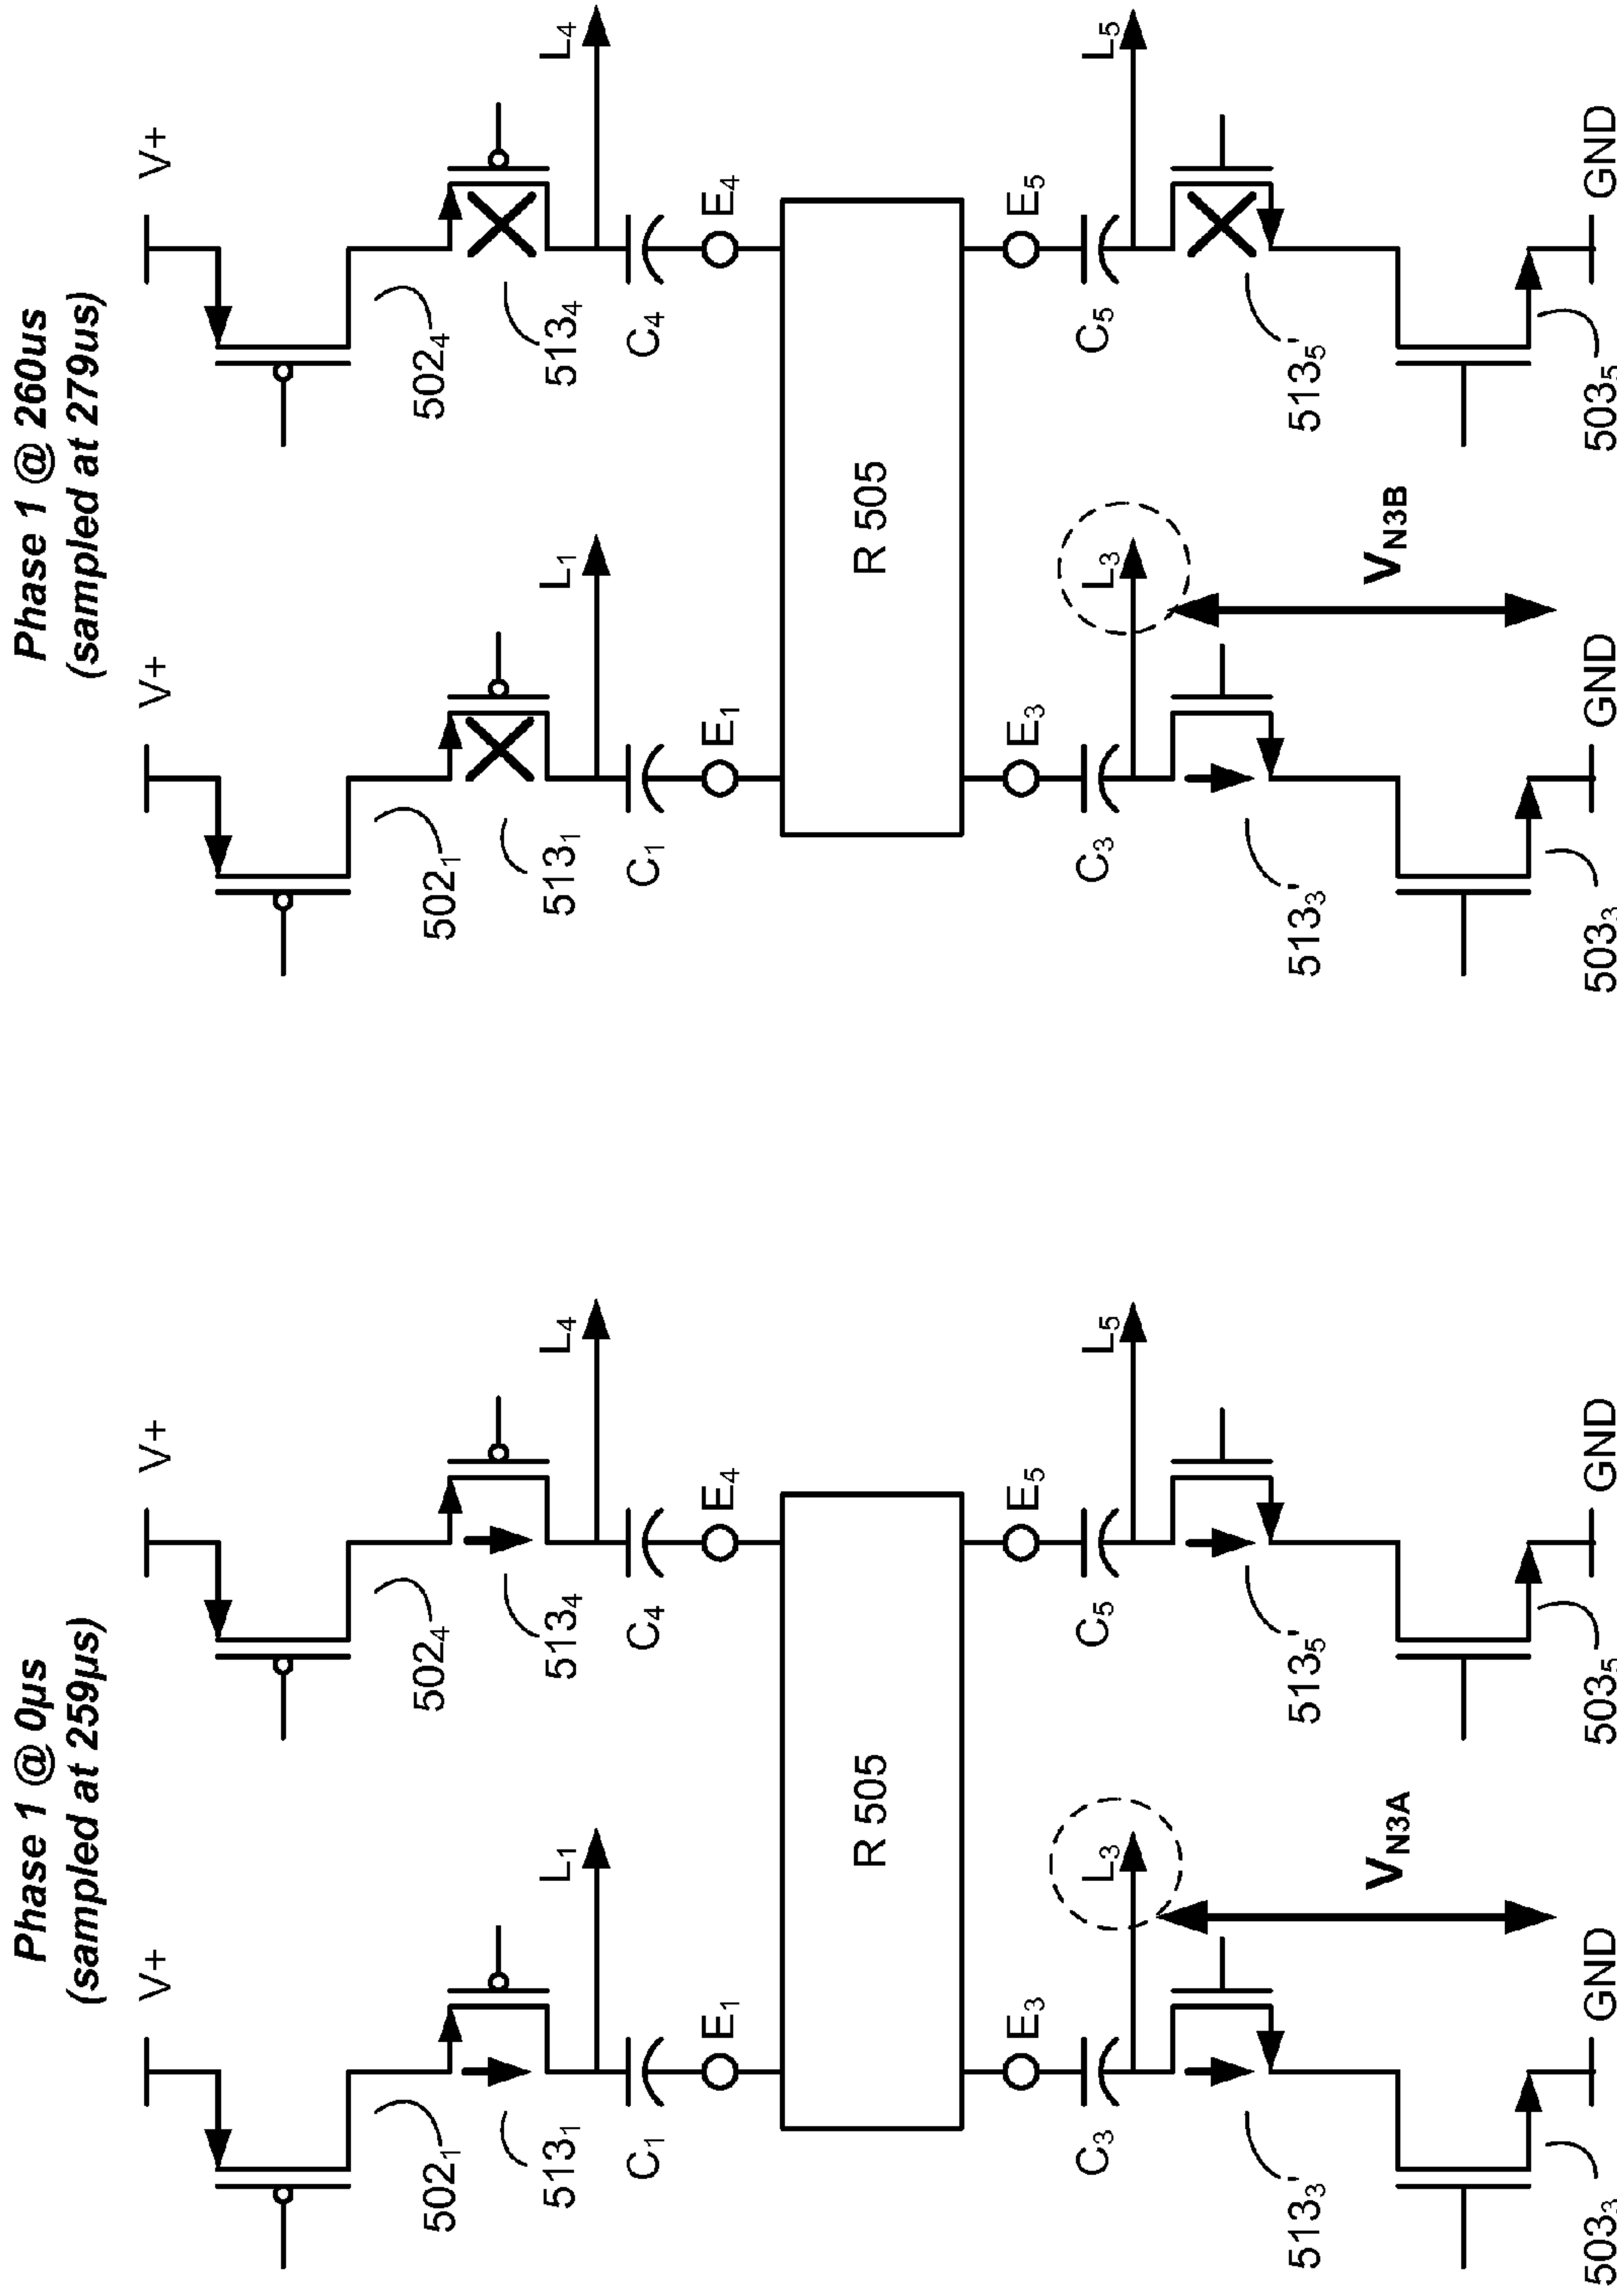 Phase 1 @ 0µs
(sampled at 259µs)
V+
V+
502₁
502₄
513₁
513₄
L₁
L₄
C₁
C₄
E₁
E₄
R 505
E₃
E₅
C₃
C₅
L₃
L₅
513₃'
513₅'
V_N3A
503₃
GND
503₅
GND
Phase 1 @ 260us
(sampled at 279us)
V+
V+
502₁
502₄
513₁
513₄
L₁
L₄
C₁
C₄
E₁
E₄
R 505
E₃
E₅
C₃
C₅
L₃
L₅
513₃'
513₅'
V_N3B
503₃
GND
503₅
GND